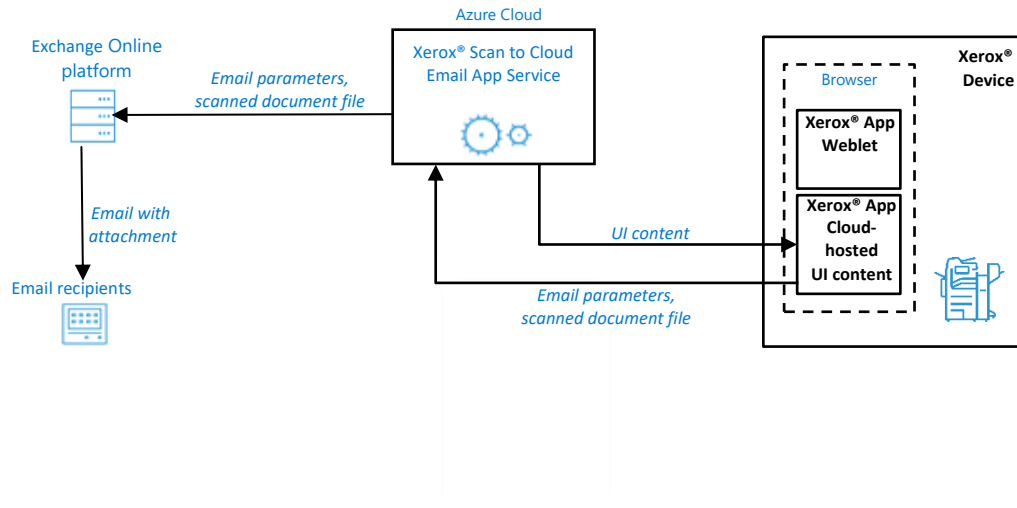 Azure Cloud
Exchange Online
platform
Email parameters,
scanned document file
Xerox® Scan to Cloud
Email App Service
Xerox®
Device
Browser
Xerox® App
Weblet
Xerox® App
Cloud-
hosted
UI content
Email with
attachment
UI content
Email recipients
Email parameters,
scanned document file